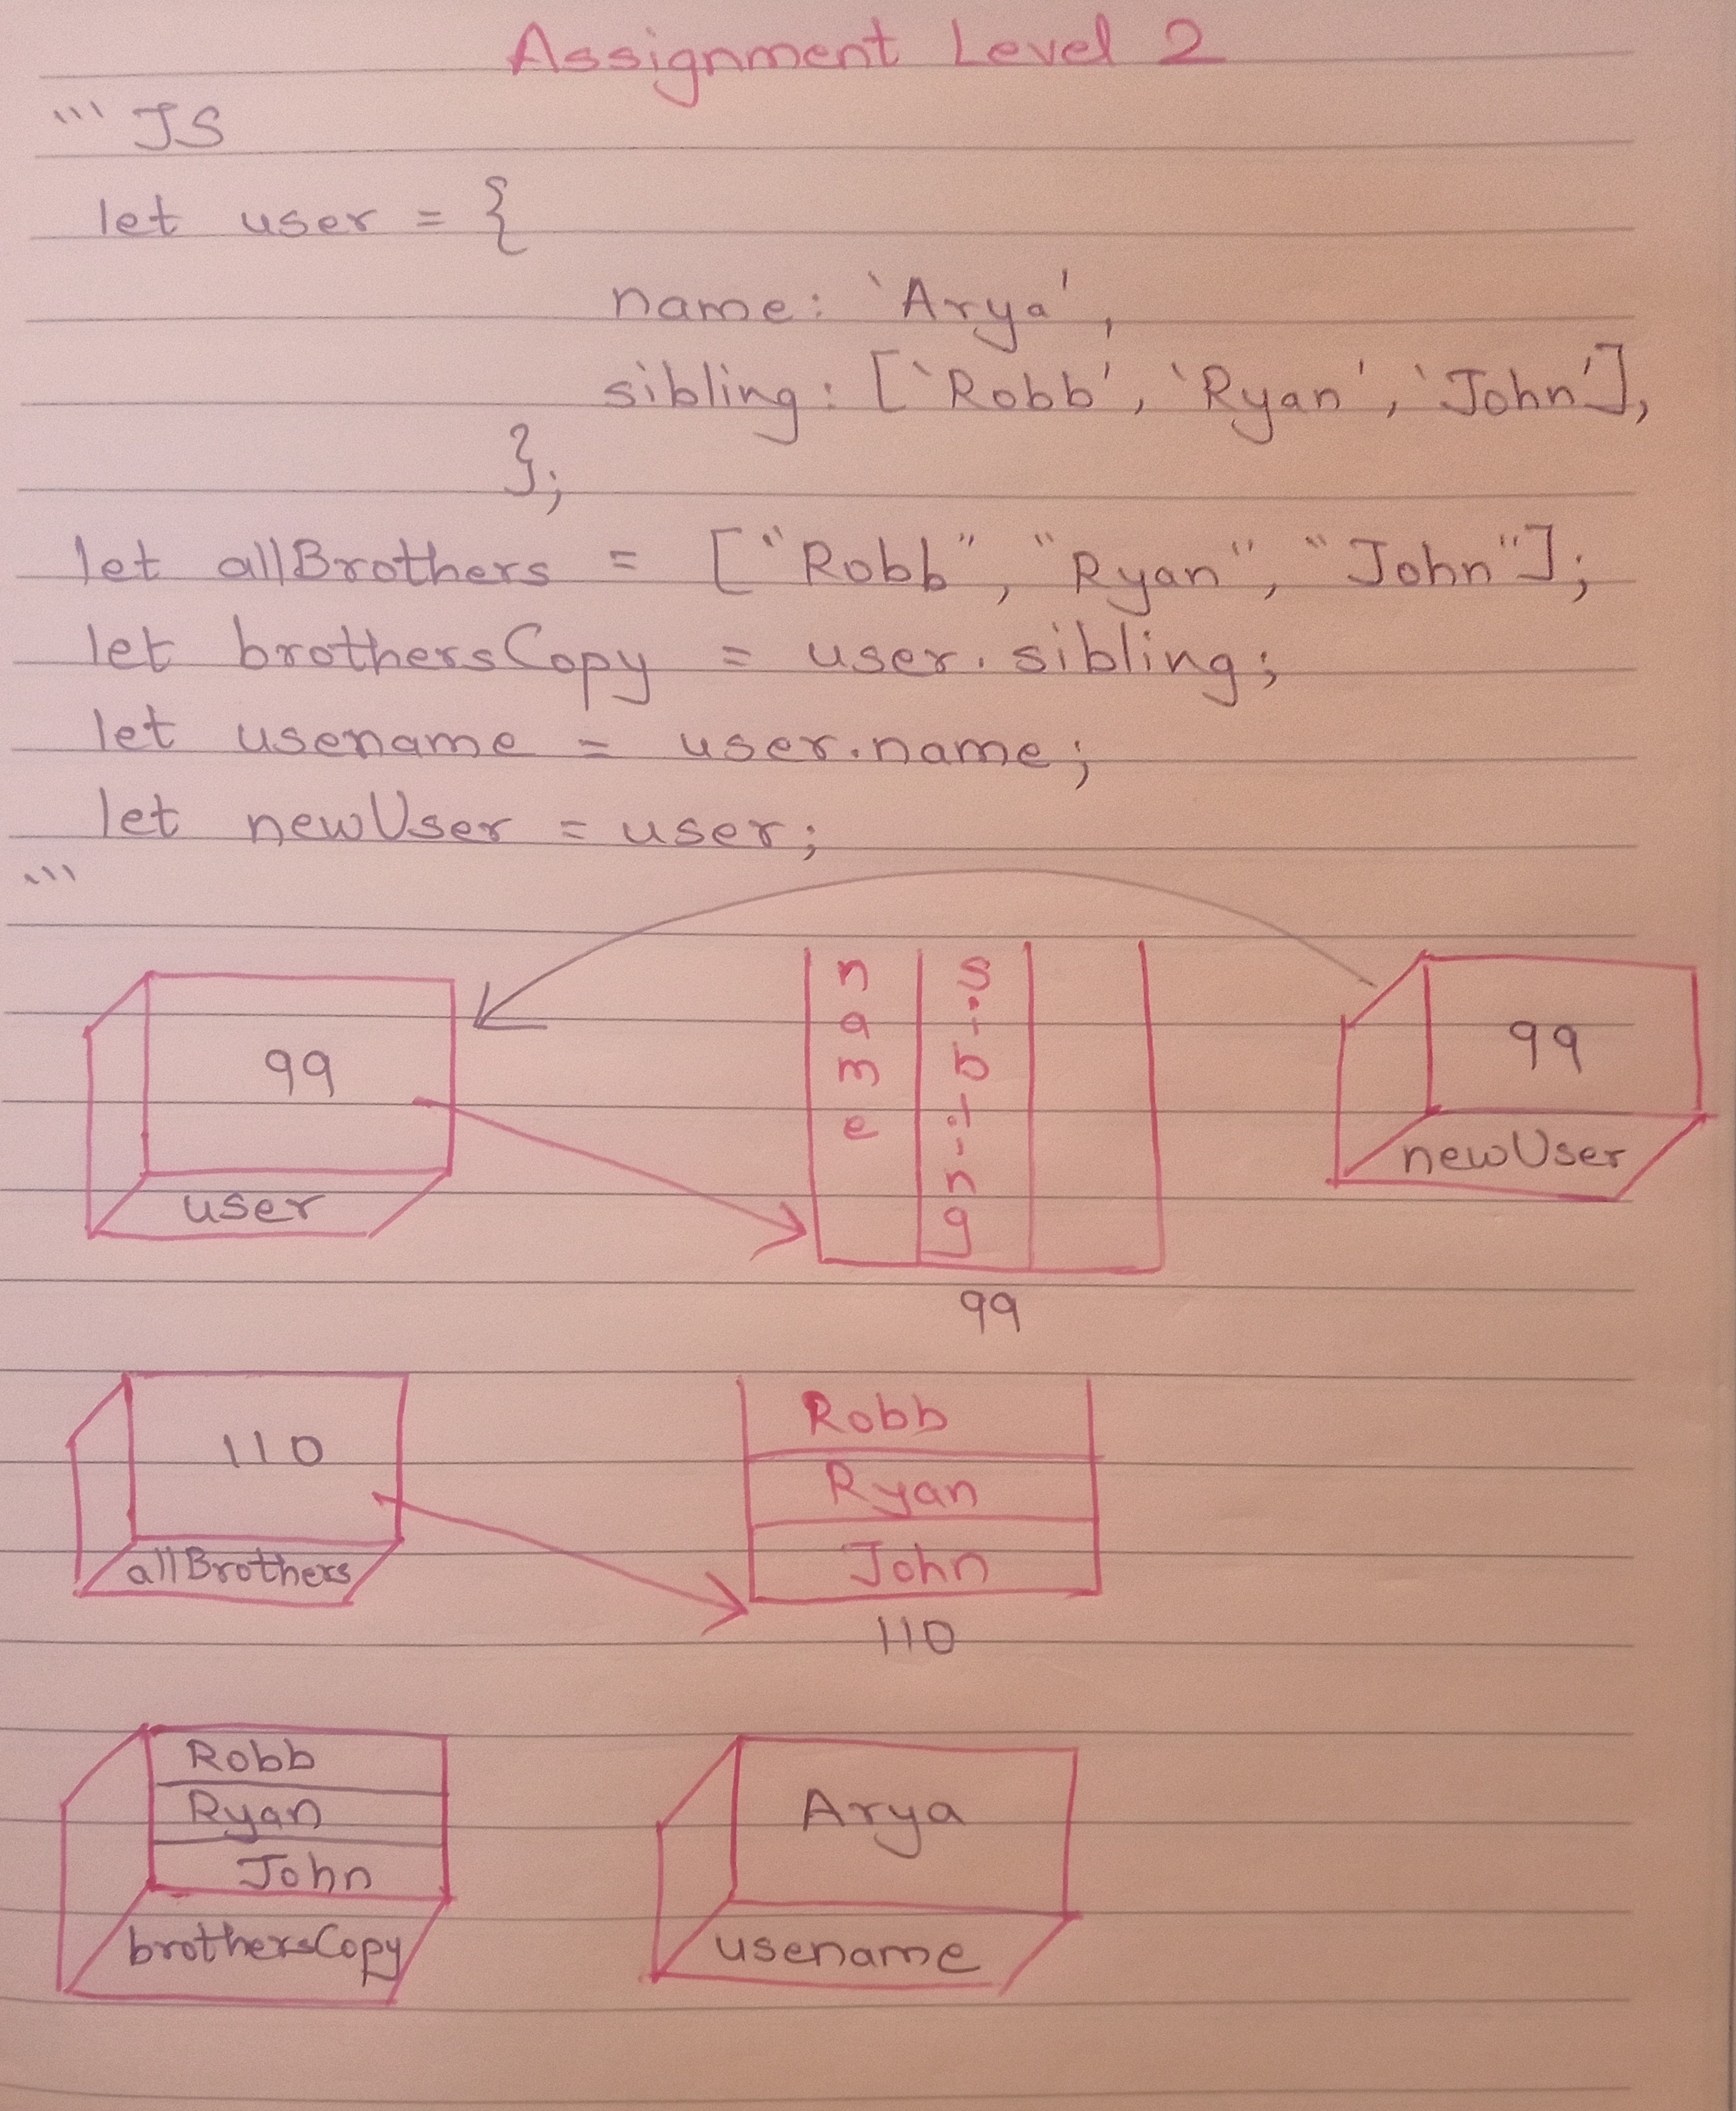 Assignment Level 2
``` JS
let user = {
name: 'Arya',
sibling: ['Robb', 'Ryan', 'John'],
};
let allBrothers = ["Robb", "Ryan", "John"];
let brothersCopy = user.sibling;
let usename = user.name;
let newUser = user;
```
99
user
name
sibling
99
99
newUser
110
allBrothers
Robb
Ryan
John
110
Robb
Ryan
John
brothersCopy
Arya
usename